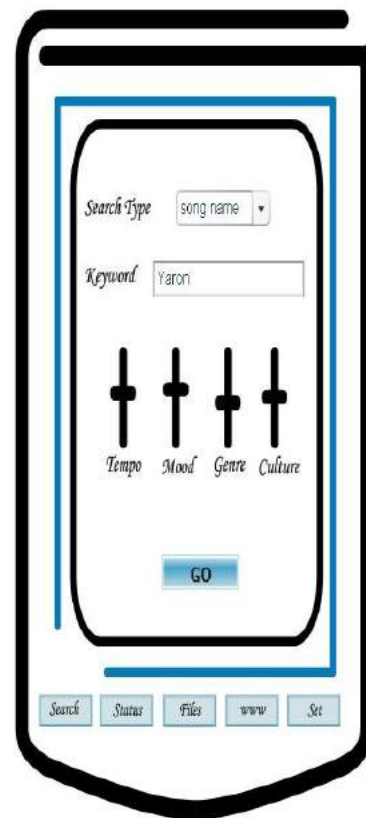 Search Type song name
Keyword Yaron
Tempo Mood Genre Culture
GO
Search Status Files www Set